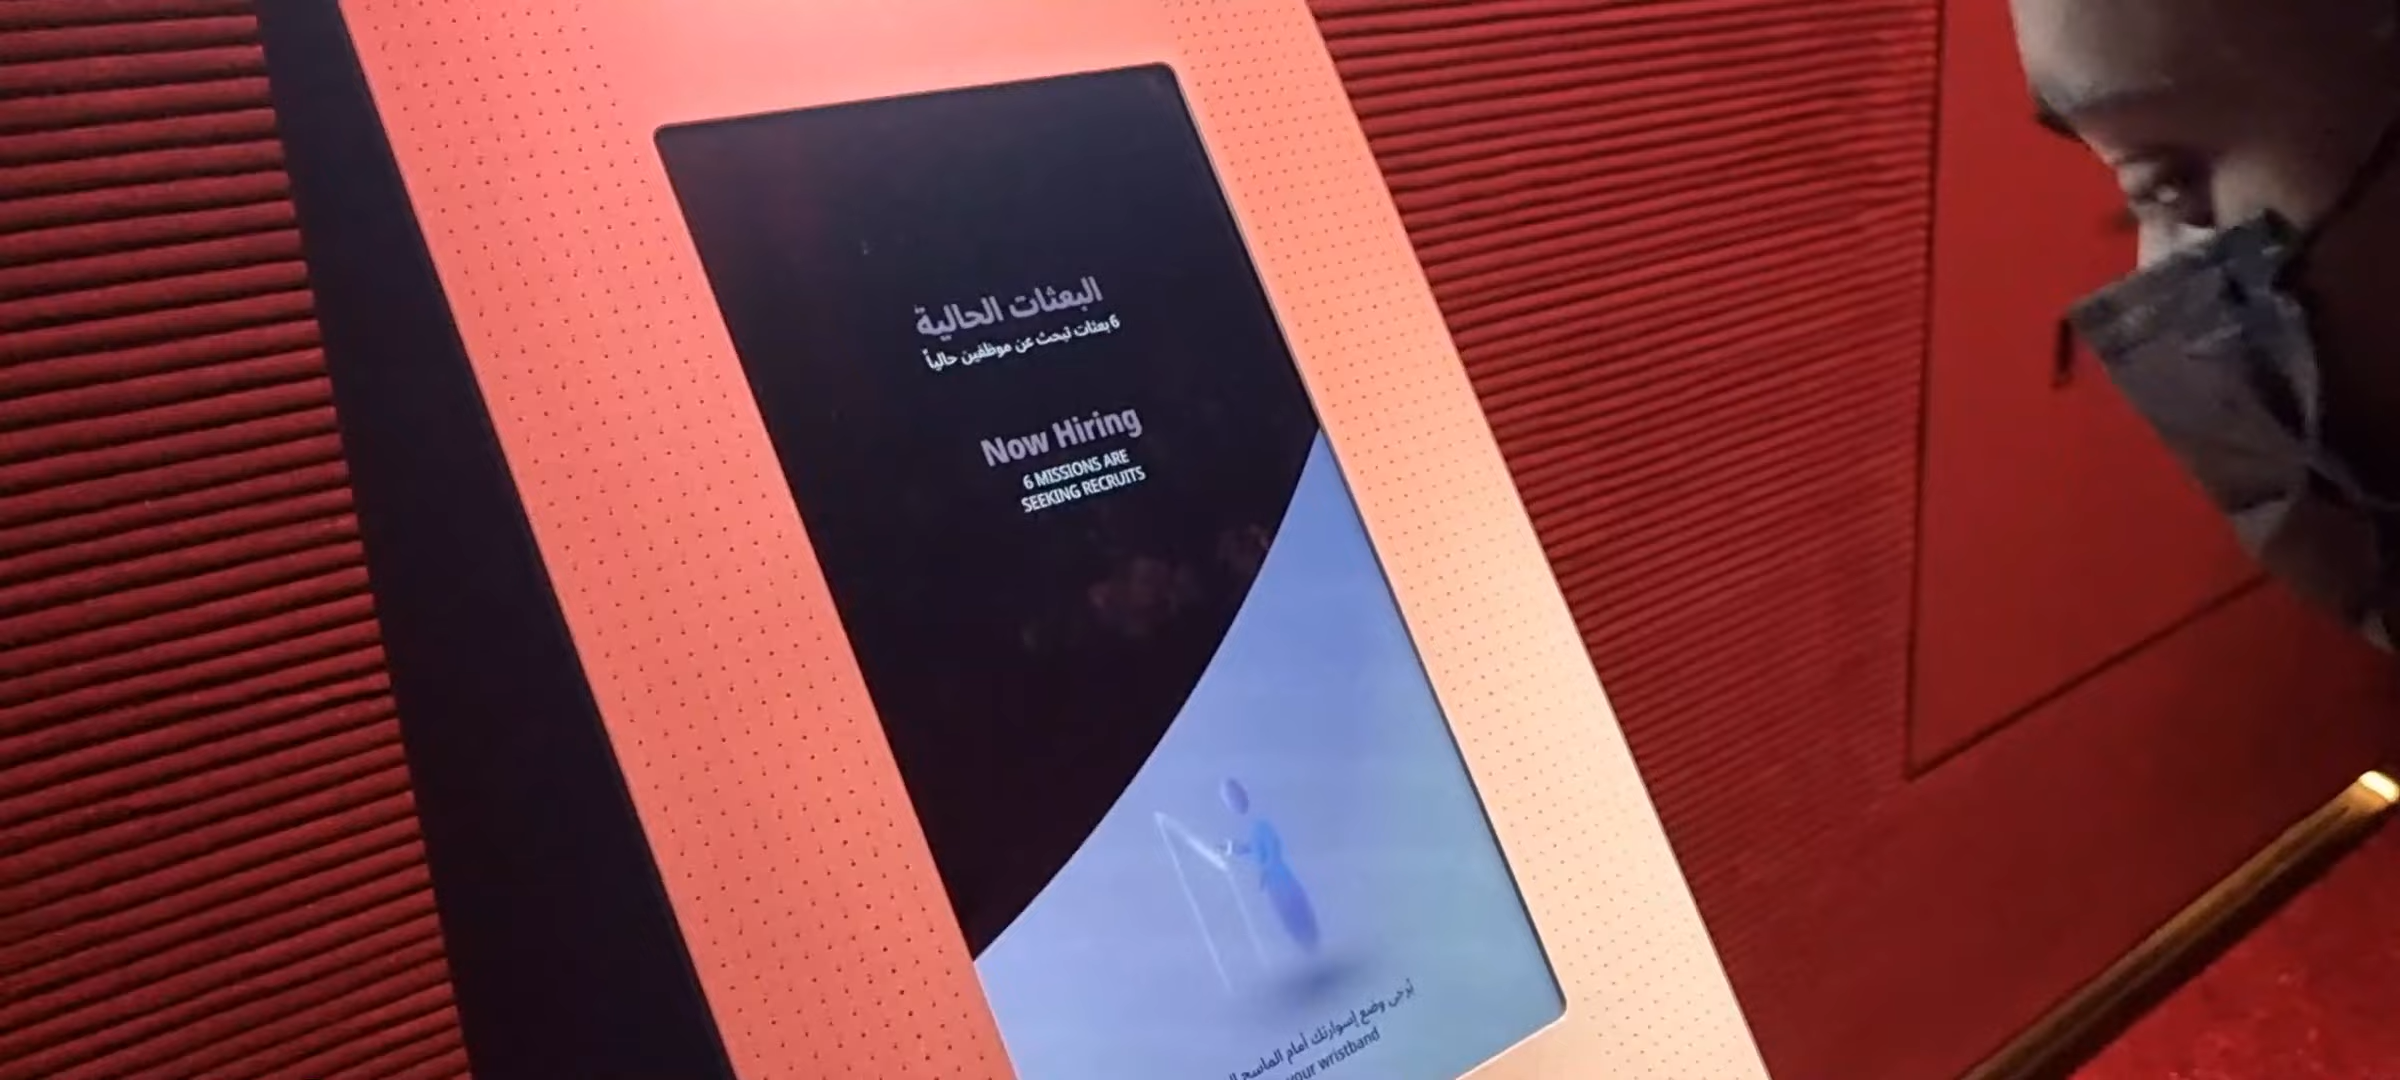 البعثات الحالية
6 بعثات تبحث عن موظفين حالياً
Now Hiring
6 MISSIONS ARE
SEEKING RECRUITS
يُرجى وضع إسوارتك أمام الماسح
your wristband